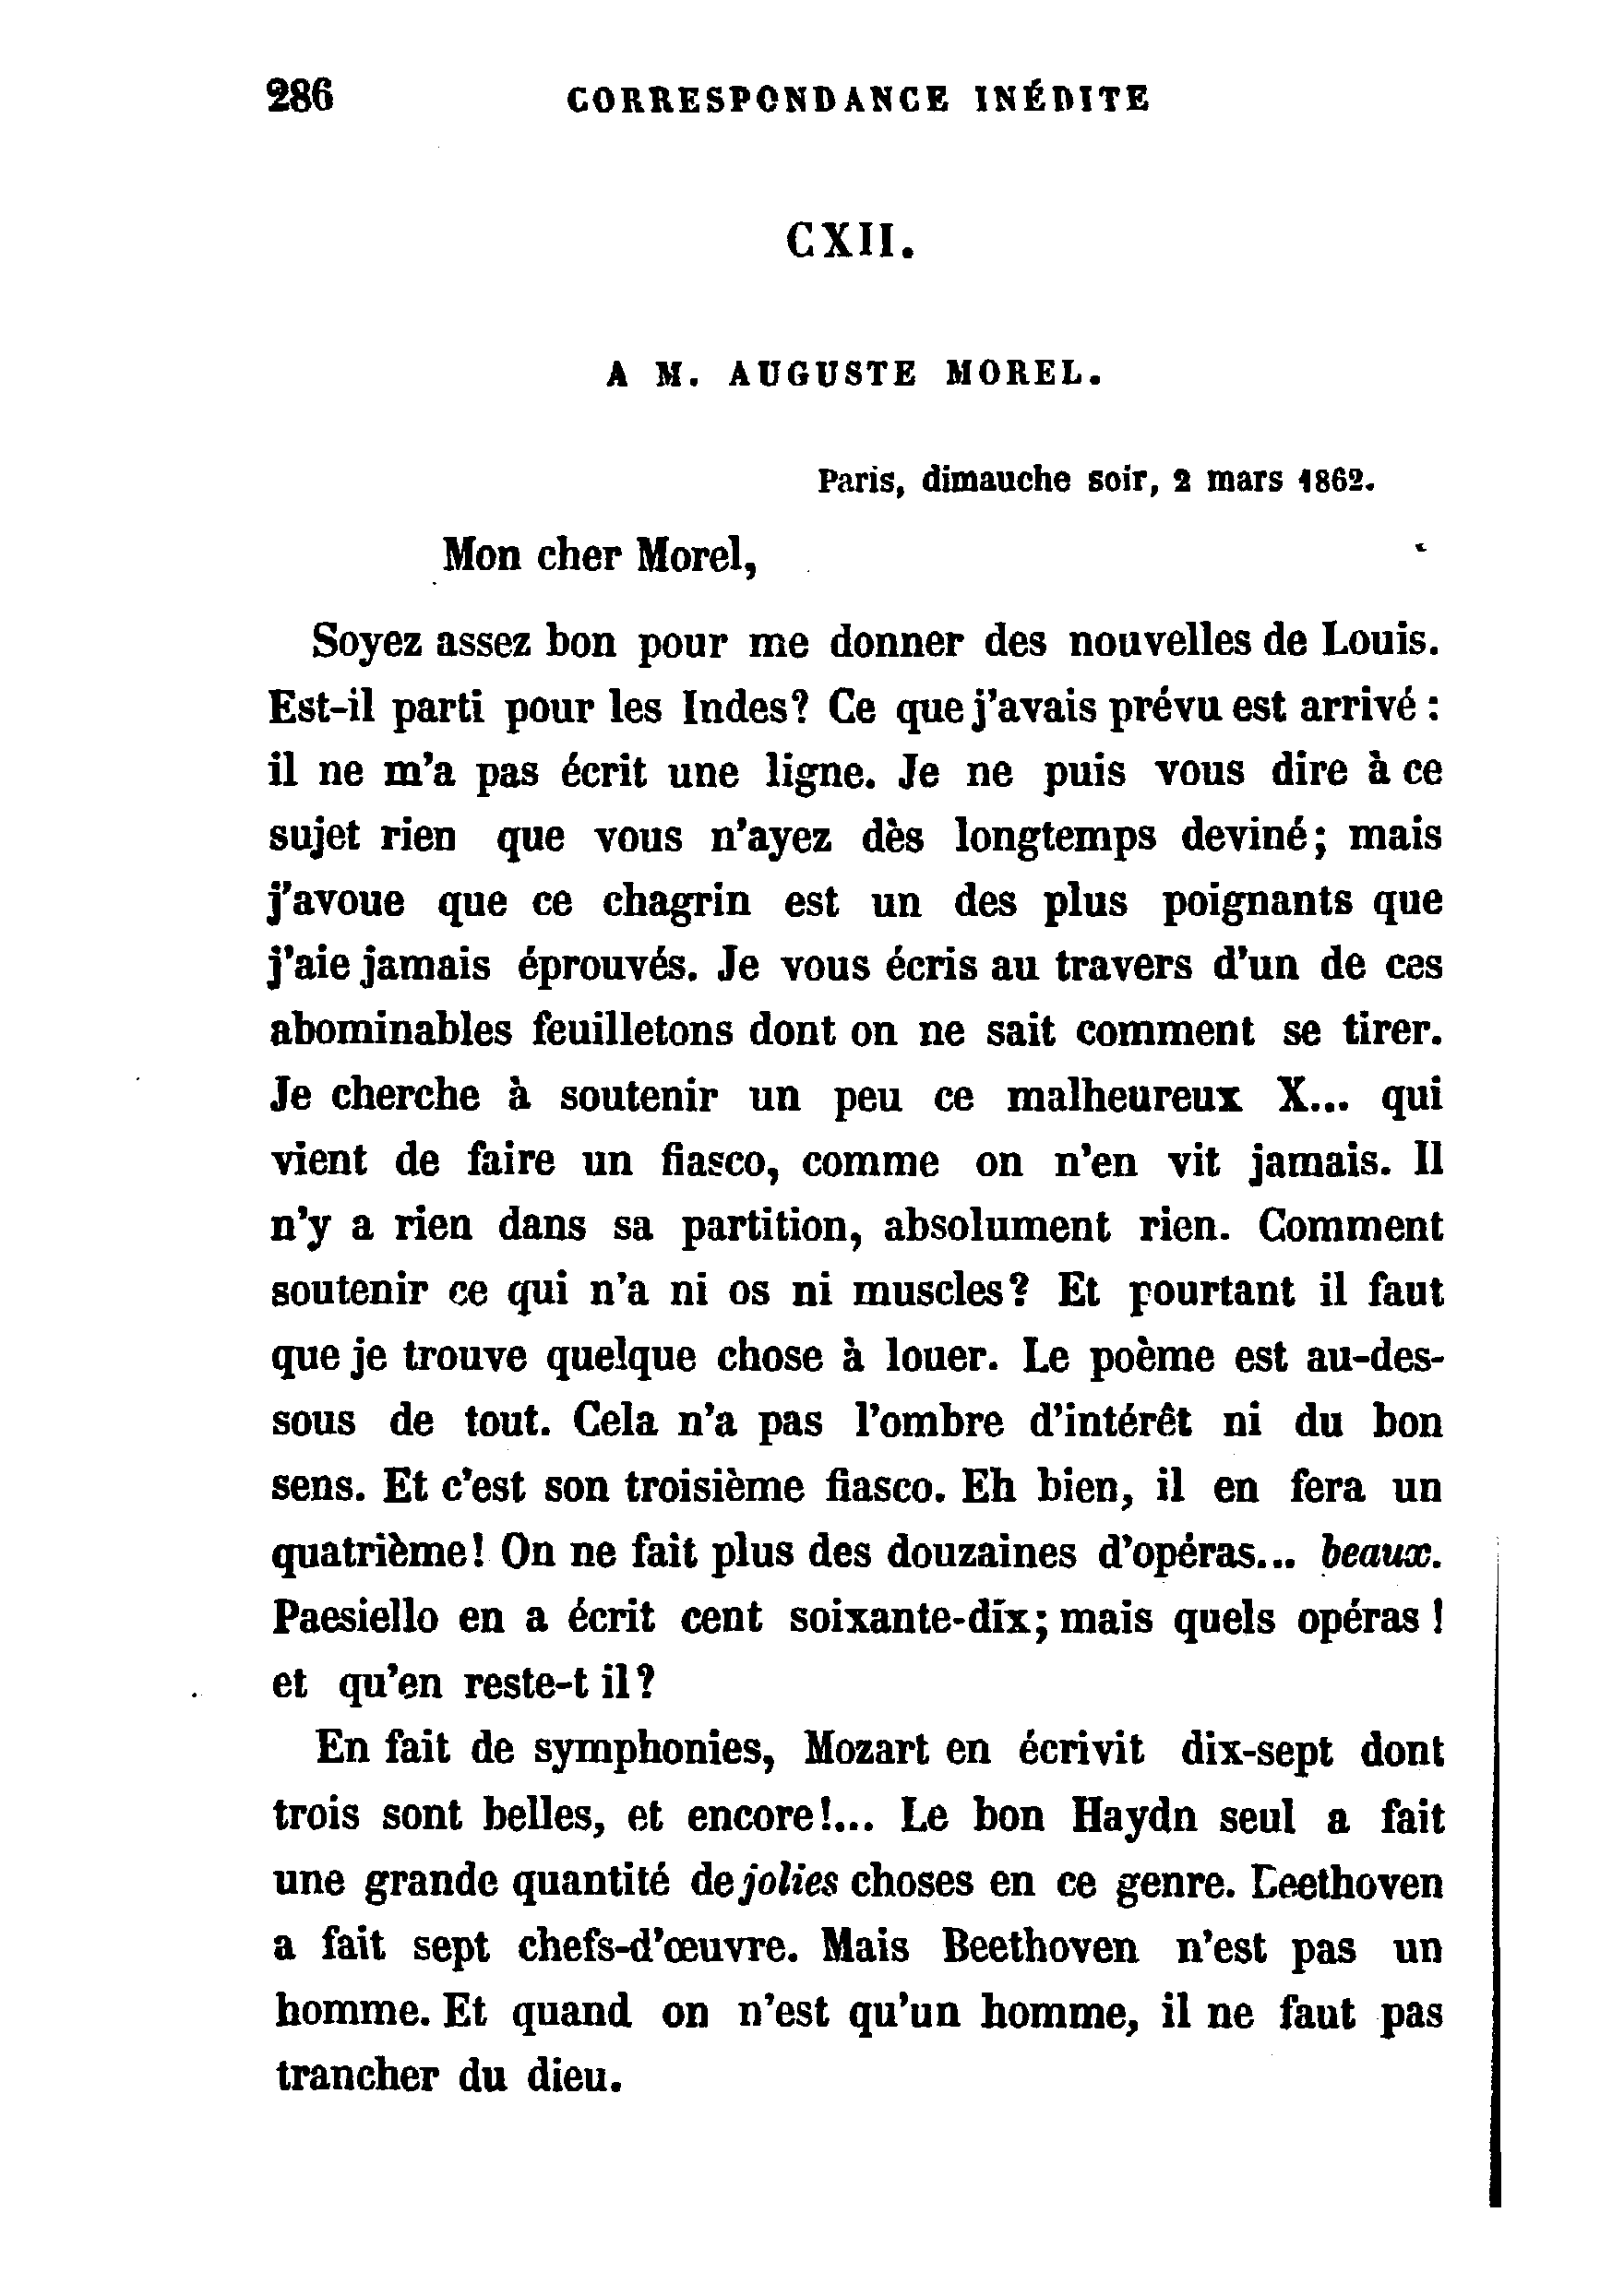 286 CORRESPONDANCE INÉDITE
CXII.
A M. AUGUSTE MOREL.
Paris, dimauche soir, 2 mars 1862.
Mon cher Morel,
Soyez assez bon pour me donner des nouvelles de Louis.
Est-il parti pour les Indes? Ce que j'avais prévu est arrivé :
il ne m'a pas écrit une ligne. Je ne puis vous dire à ce
sujet rien que vous n'ayez dès longtemps deviné; mais
j'avoue que ce chagrin est un des plus poignants que
j'aie jamais éprouvés. Je vous écris au travers d'un de ces
abominables feuilletons dont on ne sait comment se tirer.
Je cherche à soutenir un peu ce malheureux X... qui
vient de faire un fiasco, comme on n'en vit jamais. Il
n'y a rien dans sa partition, absolument rien. Comment
soutenir ce qui n'a ni os ni muscles? Et pourtant il faut
que je trouve quelque chose à louer. Le poème est au-des-
sous de tout. Cela n'a pas l'ombre d'intérêt ni du bon
sens. Et c'est son troisième fiasco. Eh bien, il en fera un
quatrième! On ne fait plus des douzaines d'opéras... beaux.
Paesiello en a écrit cent soixante-dix; mais quels opéras !
et qu'en reste-t il?
En fait de symphonies, Mozart en écrivit dix-sept dont
trois sont belles, et encore!... Le bon Haydn seul a fait
une grande quantité de jolies choses en ce genre. Beethoven
a fait sept chefs-d'œuvre. Mais Beethoven n'est pas un
homme. Et quand on n'est qu'un homme, il ne faut pas
trancher du dieu.